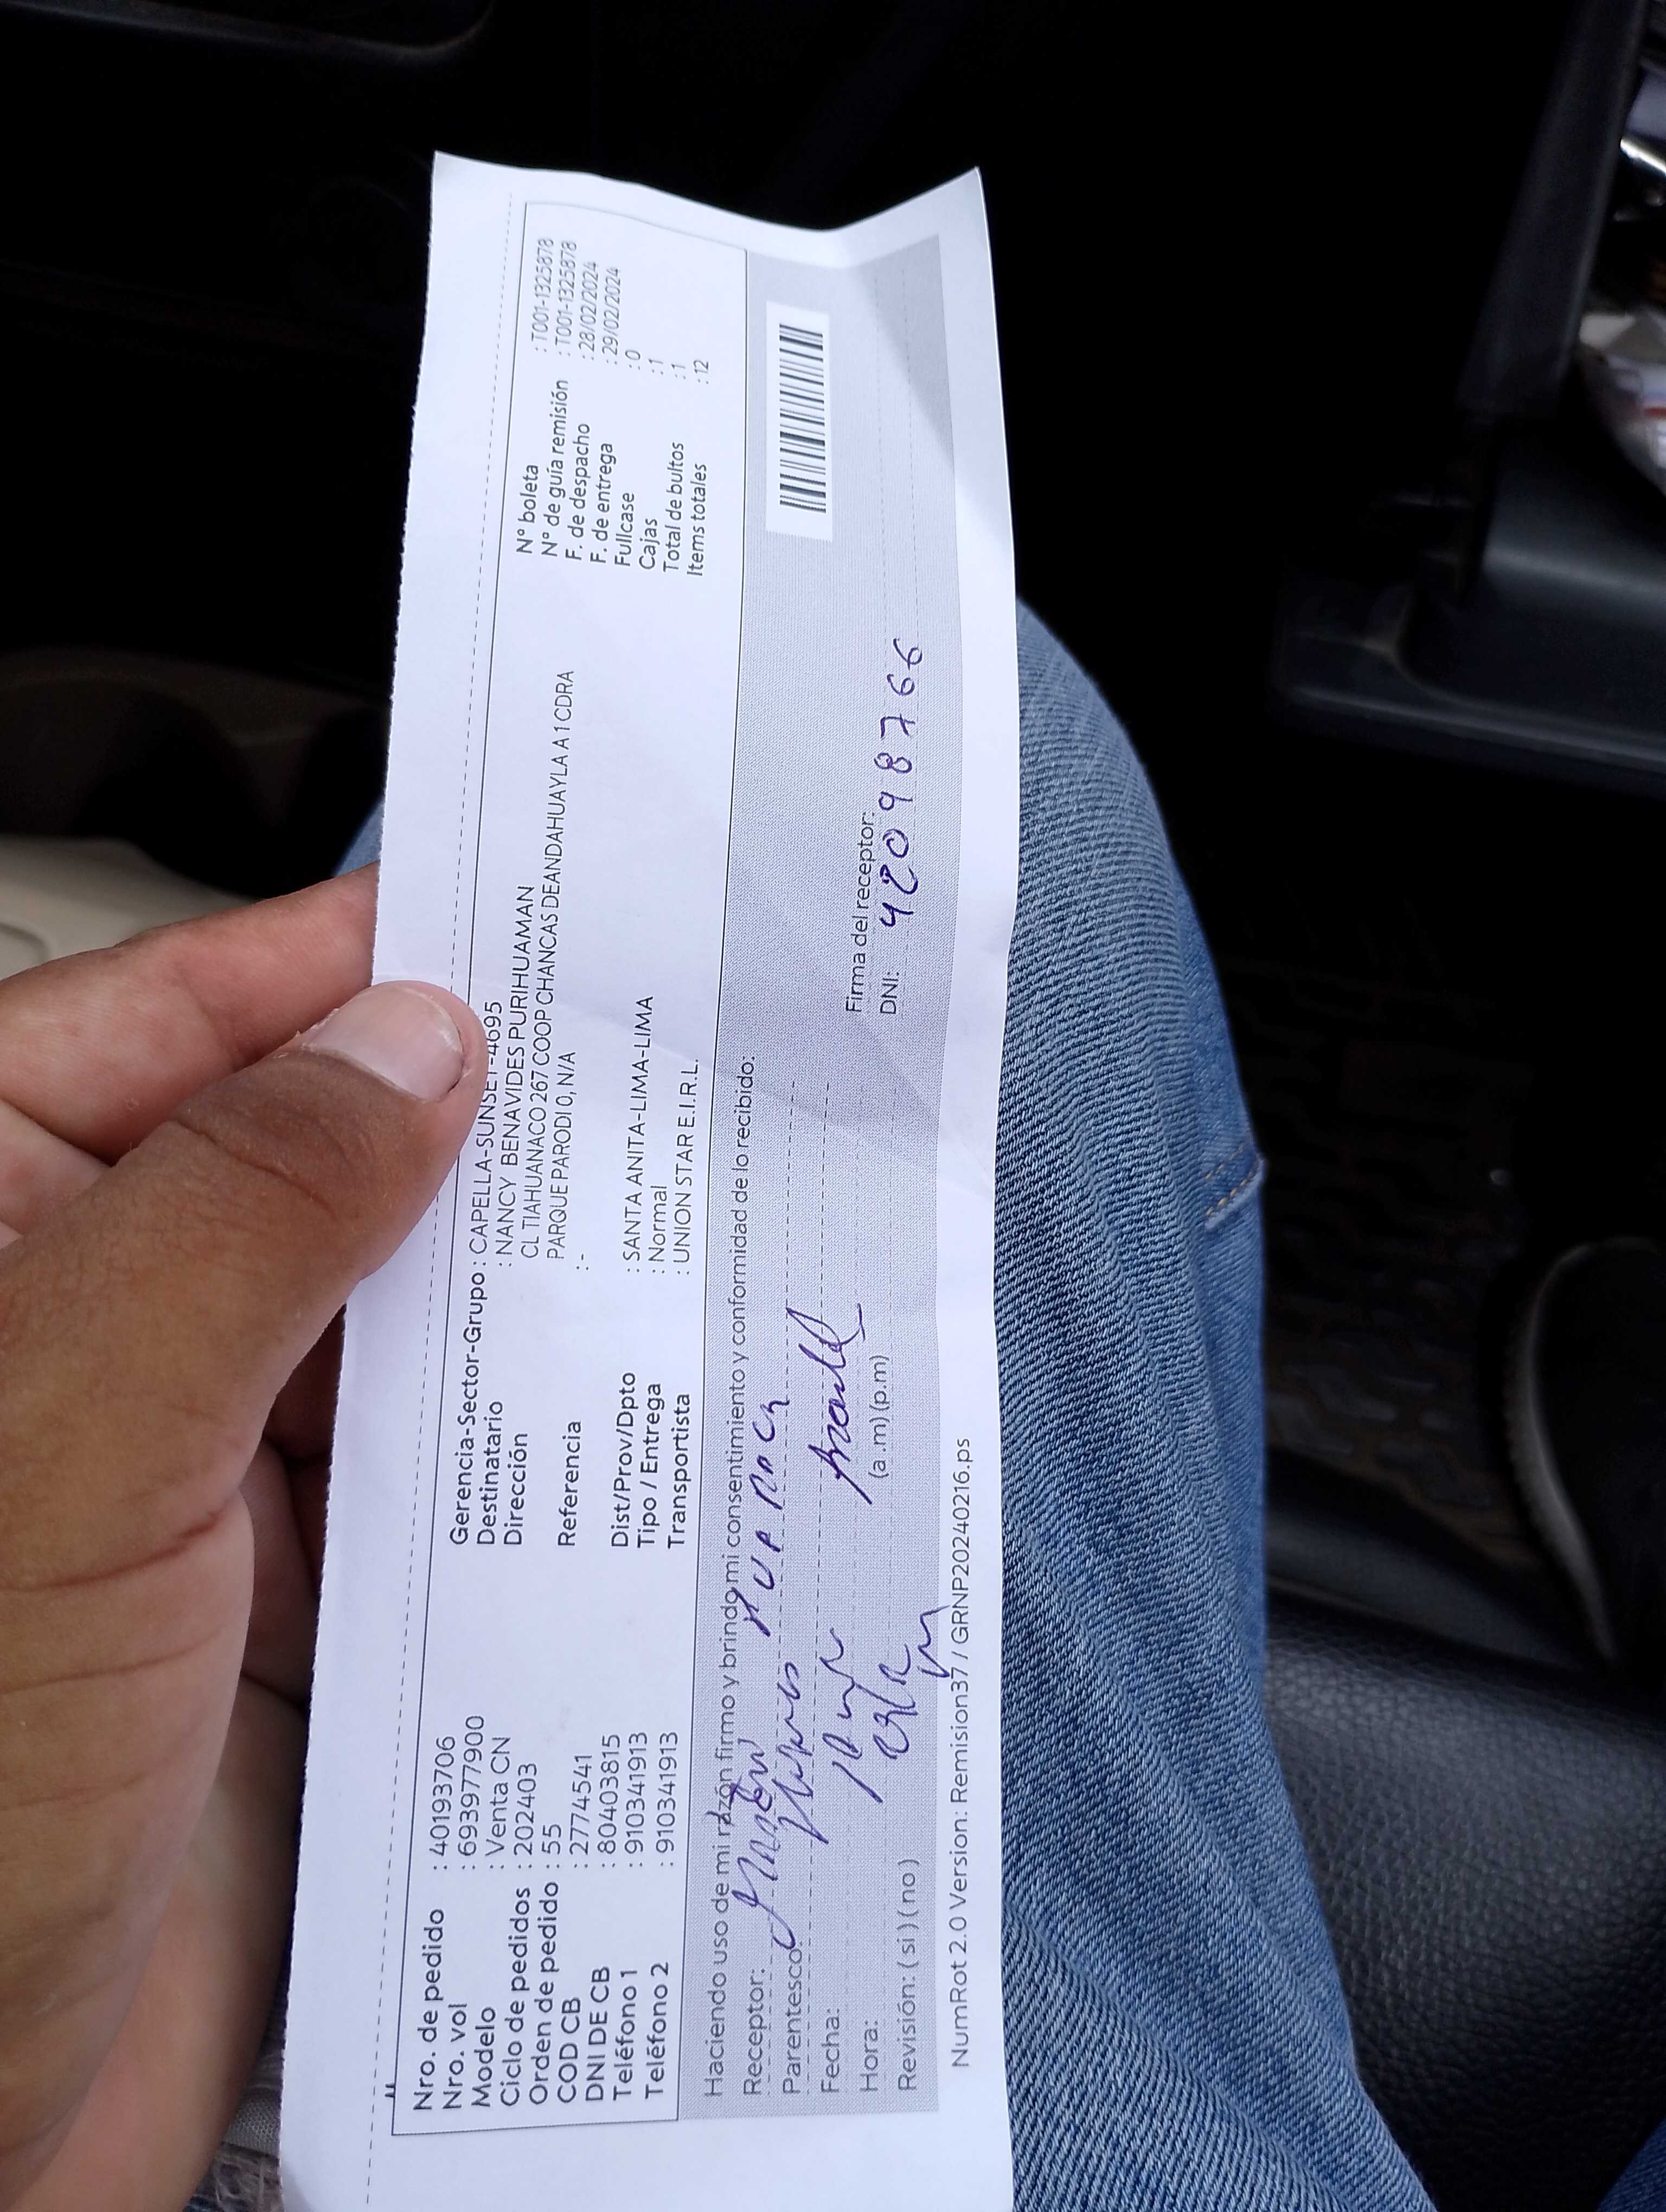 Nro. de pedido : 401937​06
Nro. vol : 6939779​00
Modelo : Venta CN
Ciclo de pedidos : 202403
Orden de pedido : 55
COD CB : 2774541
DNI DE CB : 80403815
Teléfono 1 : 910341913
Teléfono 2 : 910341913
Gerencia-Sector-Grupo : CAPELLA-SUNSET-4695
Destinatario : NANCY BENAVIDES PURIHUAMAN
Dirección CL TIAHUANACO 267 COOP CHANCAS DE ANDAHUAYLA A 1 CDRA
PARQUE PARODI 0, N/A
Referencia : -
Dist/Prov/Dpto : SANTA ANITA-LIMA-LIMA
Tipo / Entrega : Normal
Transportista : UNION STAR E.I.R.L.
N° boleta : T001-1325878
N° de guía remisión : T001-1325878
F. de despacho : 28/02/2024
F. de entrega : 29/02/2024
Fullcase : 0
Cajas : 1
Total de bultos : 1
Items totales : 12
Haciendo uso de mi razón firmo y brindo mi consentimiento y conformidad de lo recibido:
Receptor:
Parentesco:
Fecha:
Hora: (a.m) (p.m)
Revisión: ( si ) ( no )
Firma del receptor:
DNI: 42098766
NumRot 2.0 Version: Remision37 / GRNP20240216.ps